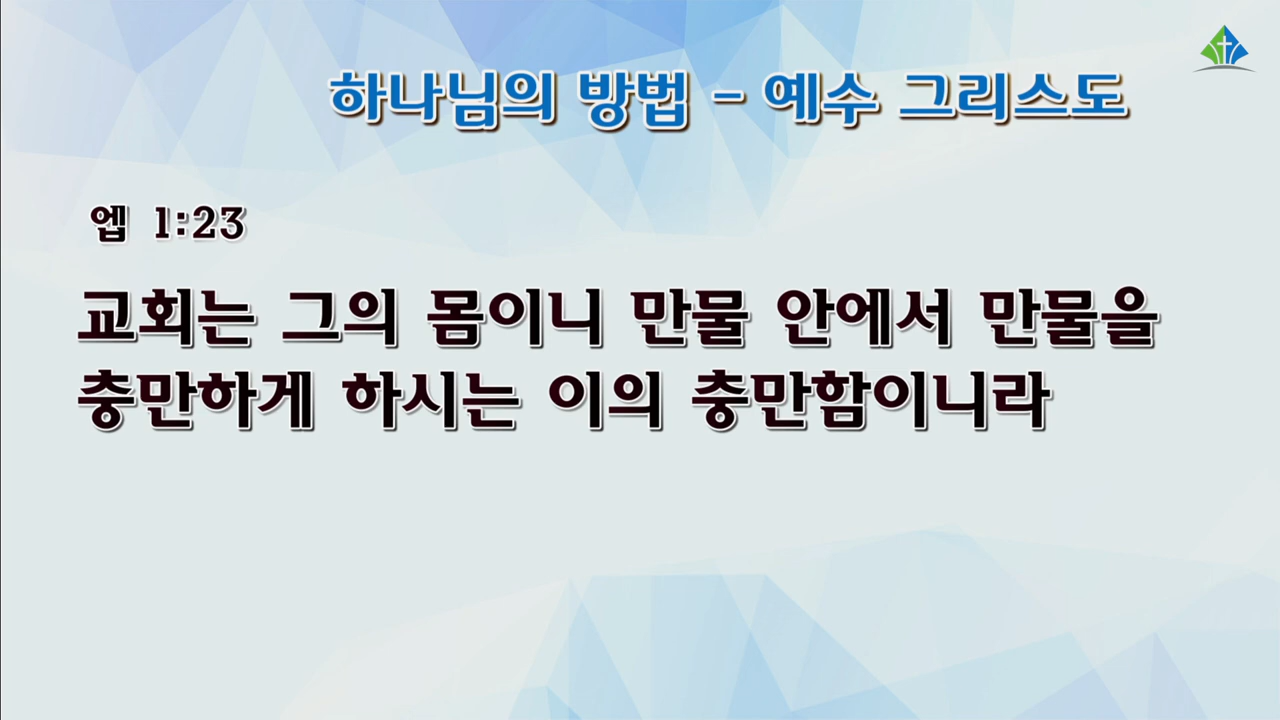 하나님의 방법 - 예수 그리스도
엡 1:23
교회는 그의 몸이니 만물 안에서 만물을
충만하게 하시는 이의 충만함이니라